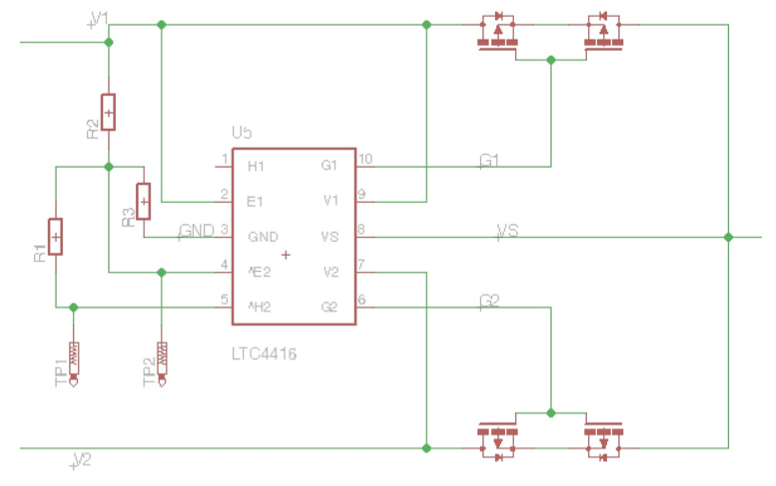 V1
U5
R2
1 H1 G1 10 G1
2 E1 V1 9
R3
GND 3 GND VS 8 VS
R1
4 ^E2 V2 7
5 ^H2 G2 6 G2
LTC4416
TP1
TP2
V2